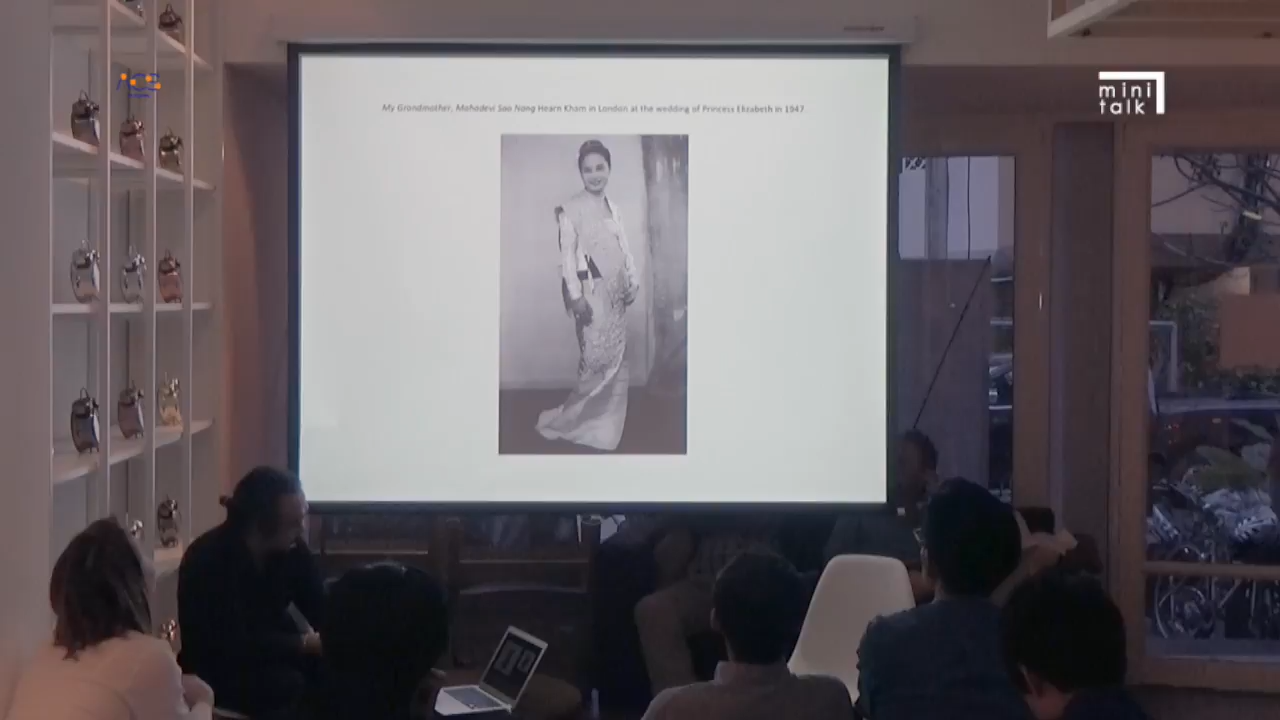 My Grandmother, Mahadevi Sao Nang Hearn Kham in London at the wedding of Princess Elizabeth in 1947
mini
talk